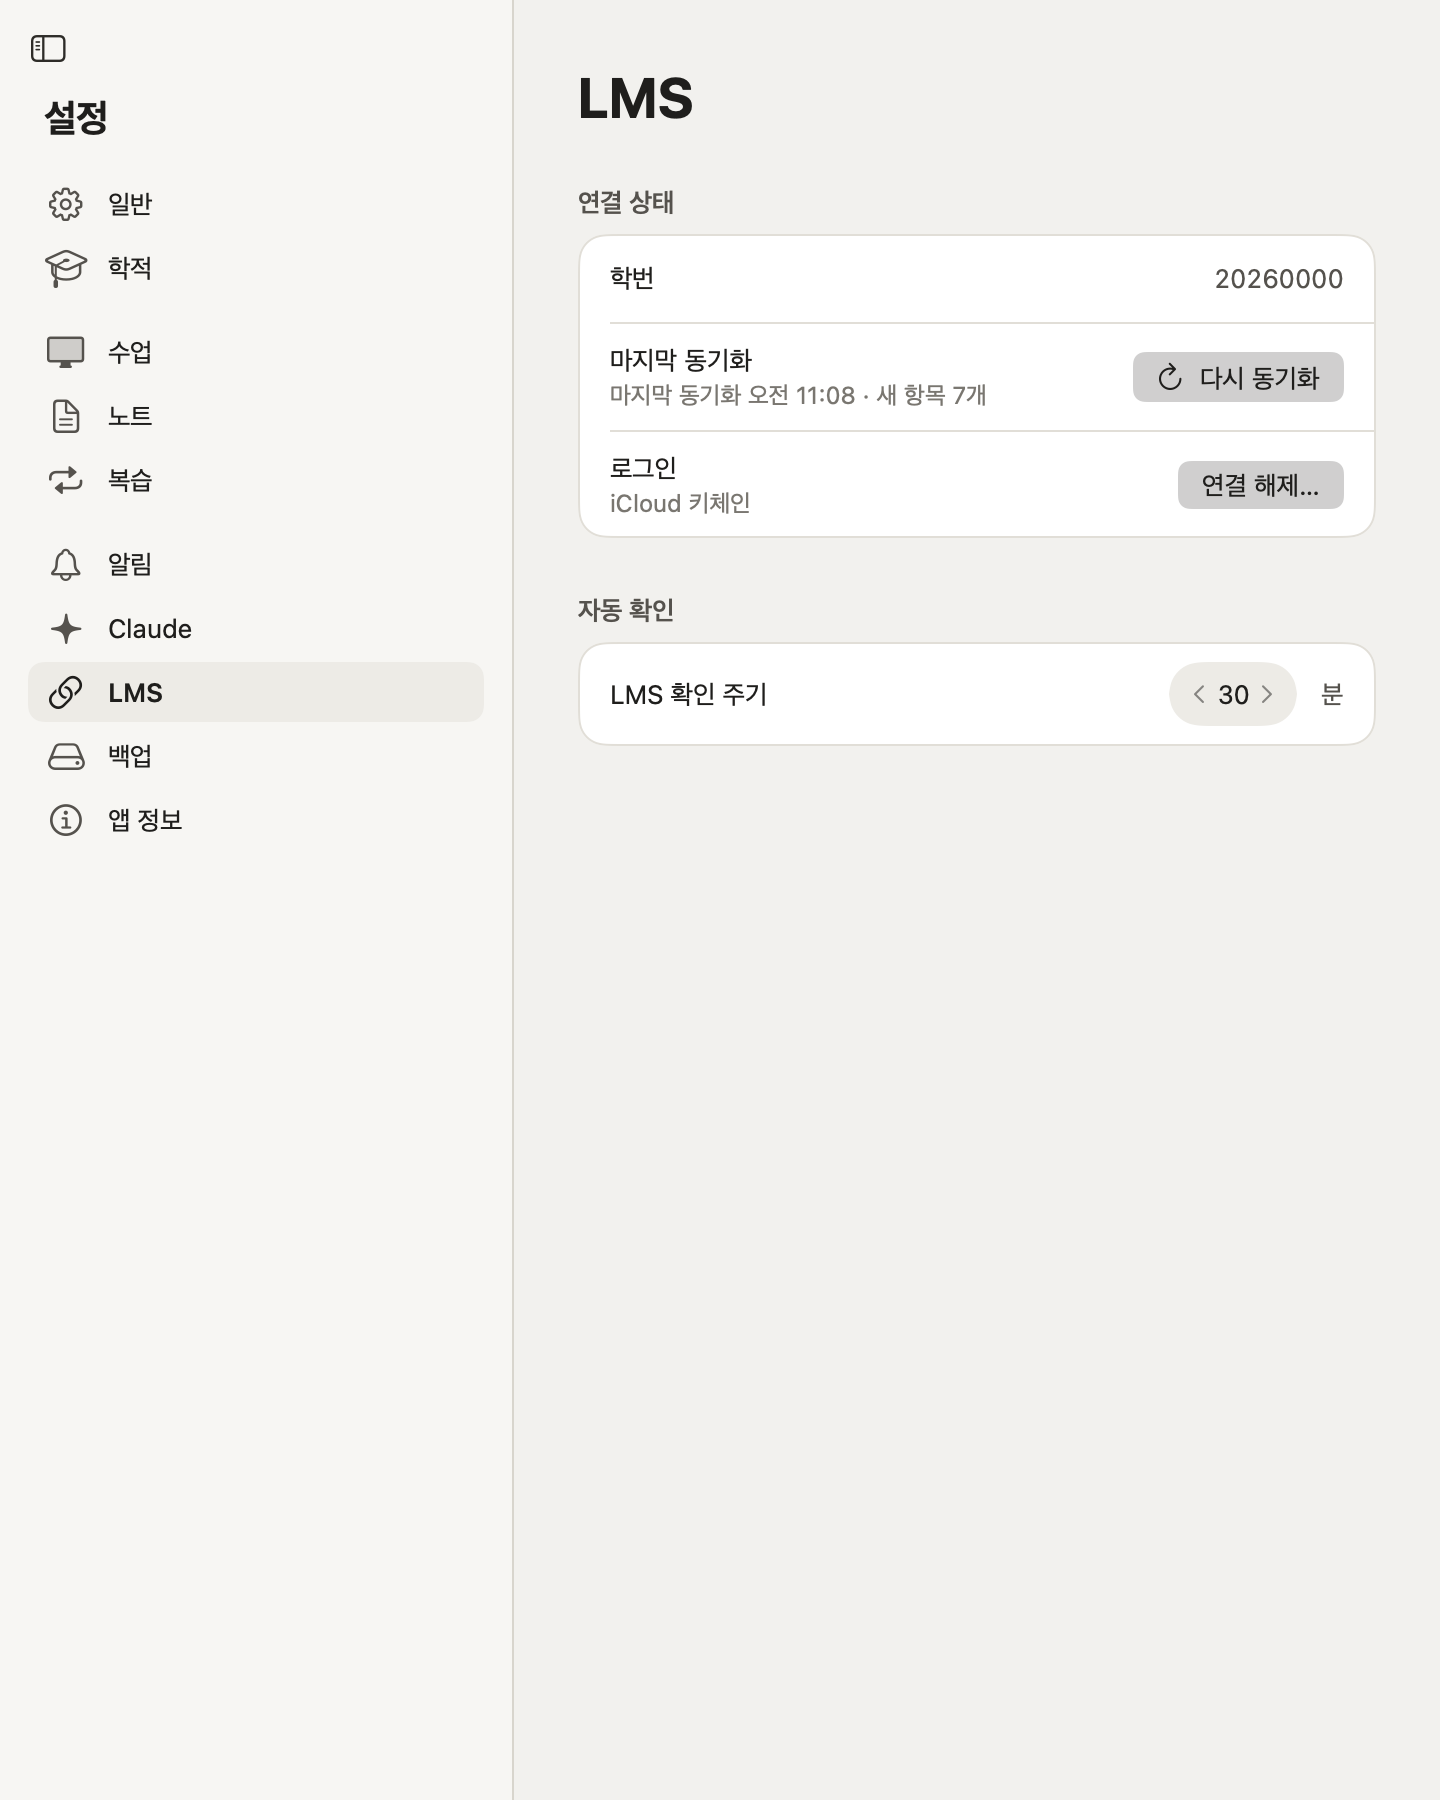 설정
일반
학적
수업
노트
복습
알림
Claude
LMS
백업
앱 정보
LMS
연결 상태
학번 20260000
마지막 동기화
마지막 동기화 오전 11:08 · 새 항목 7개
다시 동기화
로그인
iCloud 키체인
연결 해제...
자동 확인
LMS 확인 주기 30 분